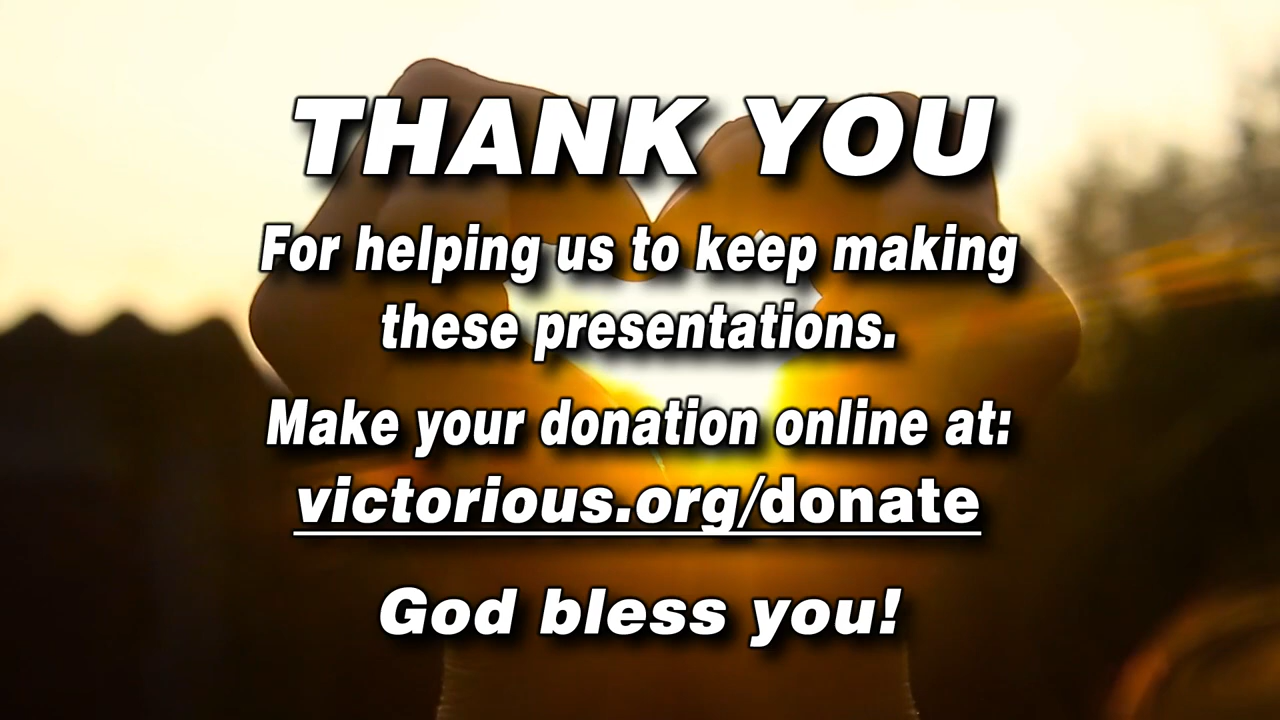 THANK YOU
For helping us to keep making
these presentations.
Make your donation online at:
victorious.org/donate
God bless you!